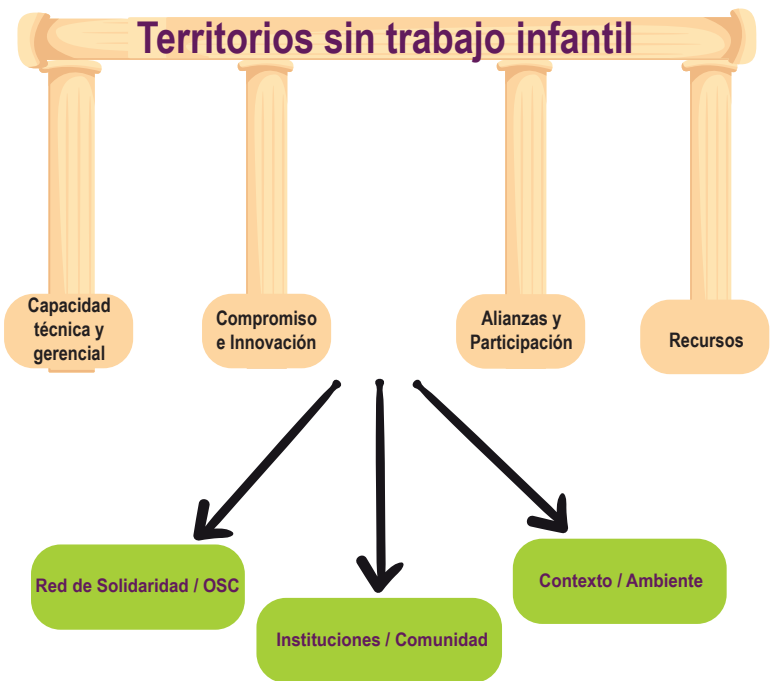 Territorios sin trabajo infantil
Capacidad
técnica y
gerencial
Compromiso
e Innovación
Alianzas y
Participación
Recursos
Red de Solidaridad / OSC
Contexto / Ambiente
Instituciones / Comunidad